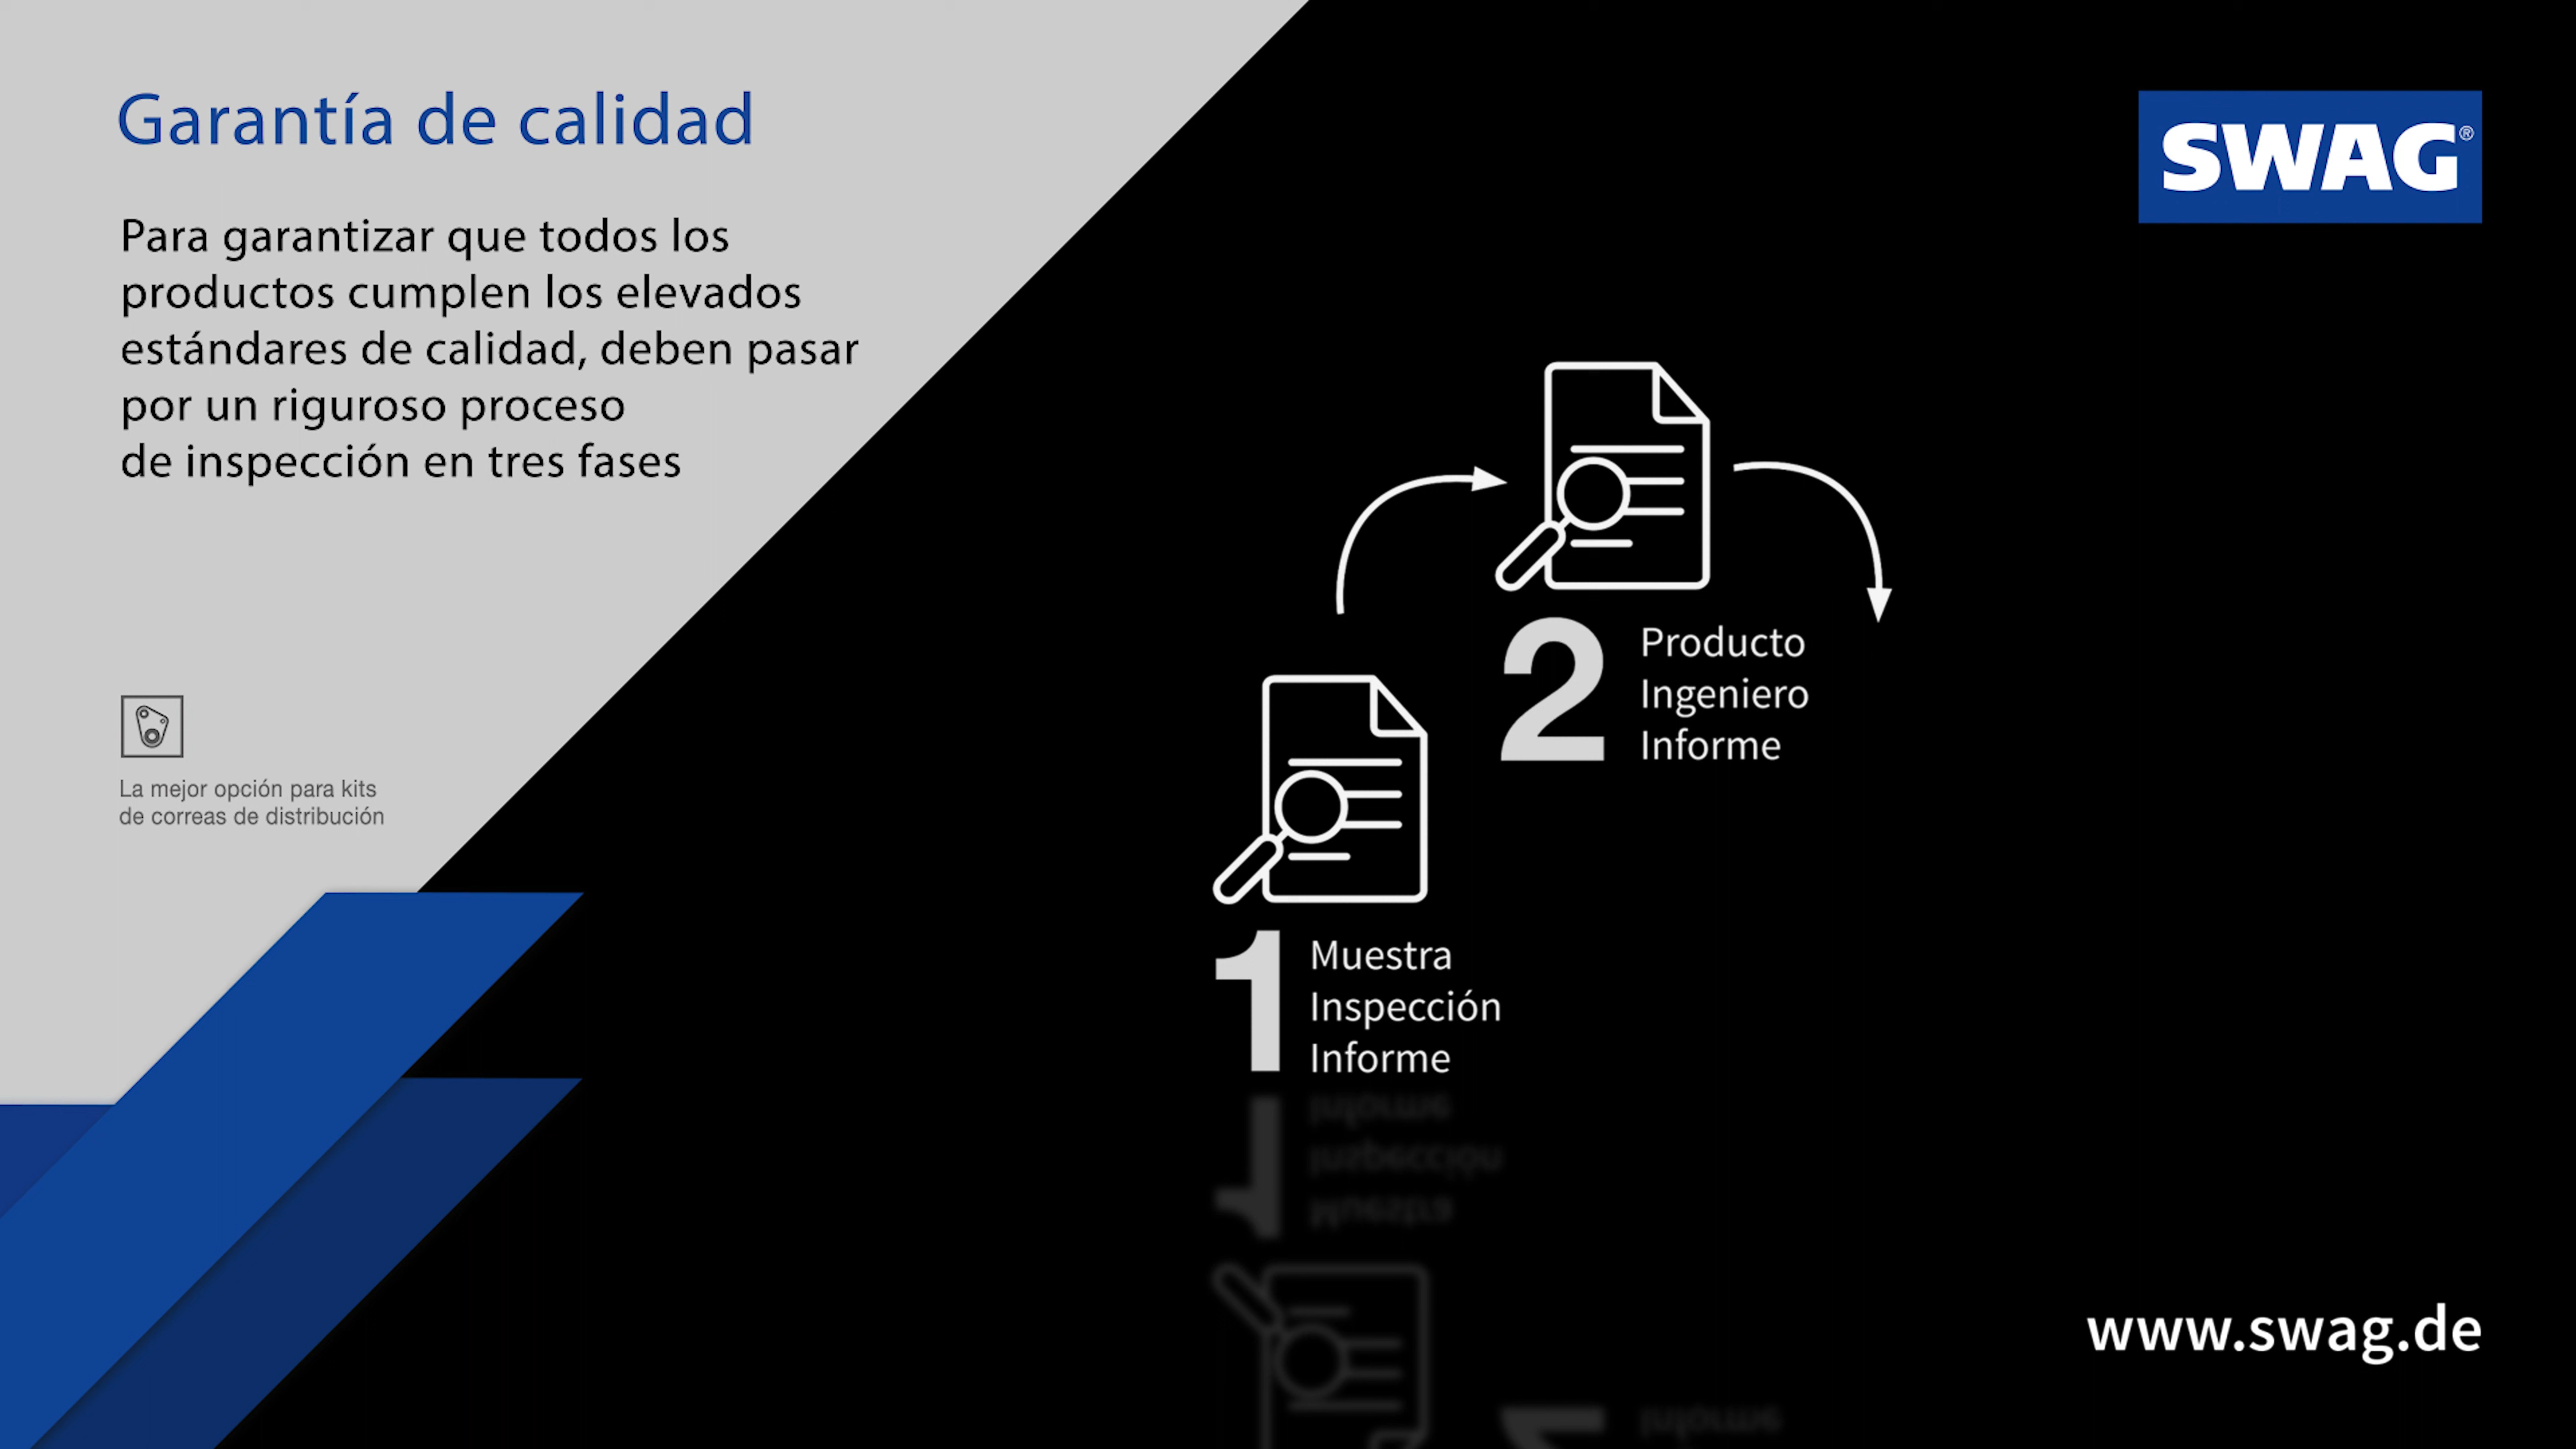 Garantía de calidad
Para garantizar que todos los
productos cumplen los elevados
estándares de calidad, deben pasar
por un riguroso proceso
de inspección en tres fases
La mejor opción para kits
de correas de distribución
SWAG®
2
Producto
Ingeniero
Informe
1
Muestra
Inspección
Informe
www.swag.de